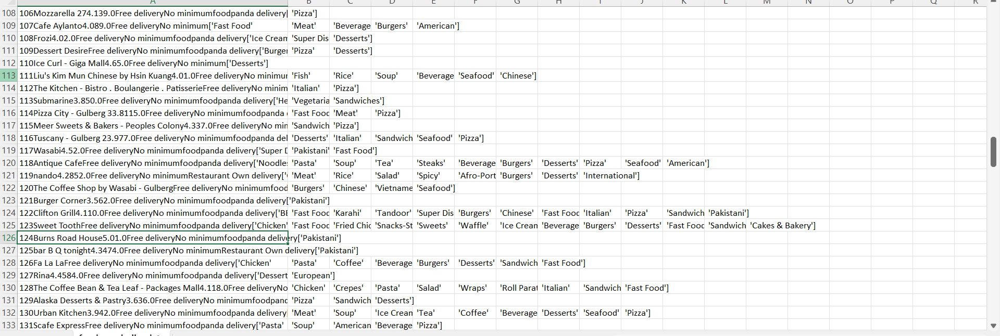 A B C D E F G H I J K L M N O P Q R
108 106Mozzarella 274.139.0Free deliveryNo minimumfoodpanda delivery[ 'Pizza']
109 107Cafe Aylanto4.089.0Free deliveryNo minimum['Fast Food' 'Meat' 'Beverage 'Burgers' 'American']
110 108Frozi4.02.0Free deliveryNo minimumfoodpanda delivery['Ice Cream 'Super Dis 'Desserts']
111 109Dessert DesireFree deliveryNo minimumfoodpanda delivery['Burger 'Pizza' 'Desserts']
112 110Ice Curl - Giga Mall4.65.0Free deliveryNo minimum['Desserts']
113 111Liu's Kim Mun Chinese by Hsin Kuang4.01.0Free deliveryNo minimur 'Fish' 'Rice' 'Soup' 'Beverage 'Seafood' 'Chinese']
114 112The Kitchen - Bistro . Boulangerie . PatisserieFree deliveryNo minim 'Italian' 'Pizza']
115 113Submarine3.850.0Free deliveryNo minimumfoodpanda delivery['He 'Vegetaria 'Sandwiches']
116 114Pizza City - Gulberg 33.8115.0Free deliveryNo minimumfoodpanda 'Fast Food 'Meat' 'Pizza']
117 115Meer Sweets & Bakers - Peoples Colony4.337.0Free deliveryNo min 'Sandwich 'Pizza']
118 116Tuscany - Gulberg 23.977.0Free deliveryNo minimumfoodpanda del 'Desserts' 'Italian' 'Sandwich 'Seafood' 'Pizza']
119 117Wasabi4.52.0Free deliveryNo minimumfoodpanda delivery['Super D 'Pakistani' 'Fast Food']
120 118Antique CafeFree deliveryNo minimumfoodpanda delivery['Noodle: 'Pasta' 'Soup' 'Tea' 'Steaks' 'Beverage 'Burgers' 'Desserts' 'Pizza' 'Seafood' 'American']
121 119nando4.2852.0Free deliveryNo minimumRestaurant Own delivery[' 'Meat' 'Rice' 'Salad' 'Spicy' 'Afro-Port 'Burgers' 'Desserts' 'International']
122 120The Coffee Shop by Wasabi - GulbergFree deliveryNo minimumfood 'Burgers' 'Chinese' 'Vietname 'Seafood']
123 121Burger Corner3.562.0Free deliveryNo minimumfoodpanda delivery['Pakistani']
124 122Clifton Grill4.110.0Free deliveryNo minimumfoodpanda delivery['BE 'Fast Food 'Karahi' 'Tandoor' 'Super Dis 'Burgers' 'Chinese' 'Fast Food 'Italian' 'Pizza' 'Sandwich 'Pakistani']
125 123Sweet ToothFree deliveryNo minimumfoodpanda delivery['Chicken' 'Fast Food 'Fried Chic 'Snacks-St 'Sweets' 'Waffle' 'Ice Cream 'Beverage 'Burgers' 'Desserts' 'Fast Food 'Sandwich 'Cakes & Bakery']
126 124Burns Road House5.01.0Free deliveryNo minimumfoodpanda delivery['Pakistani']
127 125bar B Q tonight4.3474.0Free deliveryNo minimumRestaurant Own delivery['Pakistani']
128 126Fa La LaFree deliveryNo minimumfoodpanda delivery['Chicken' 'Pasta' 'Coffee' 'Beverage 'Burgers' 'Desserts' 'Sandwich 'Fast Food']
129 127Rina4.4584.0Free deliveryNo minimumfoodpanda delivery['Dessert 'European']
130 128The Coffee Bean & Tea Leaf - Packages Mall4.118.0Free deliveryNo 'Chicken' 'Crepes' 'Pasta' 'Salad' 'Wraps' 'Roll Parat 'Italian' 'Sandwich 'Fast Food']
131 129Alaska Desserts & Pastry3.636.0Free deliveryNo minimumfoodpand 'Pizza' 'Sandwich 'Desserts']
132 130Urban Kitchen3.942.0Free deliveryNo minimumfoodpanda delivery 'Meat' 'Soup' 'Ice Cream 'Tea' 'Coffee' 'Beverage 'Desserts' 'Seafood' 'Pizza']
133 131Scafe ExpressFree deliveryNo minimumfoodpanda delivery['Pasta' 'Soup' 'American 'Beverage 'Pizza']